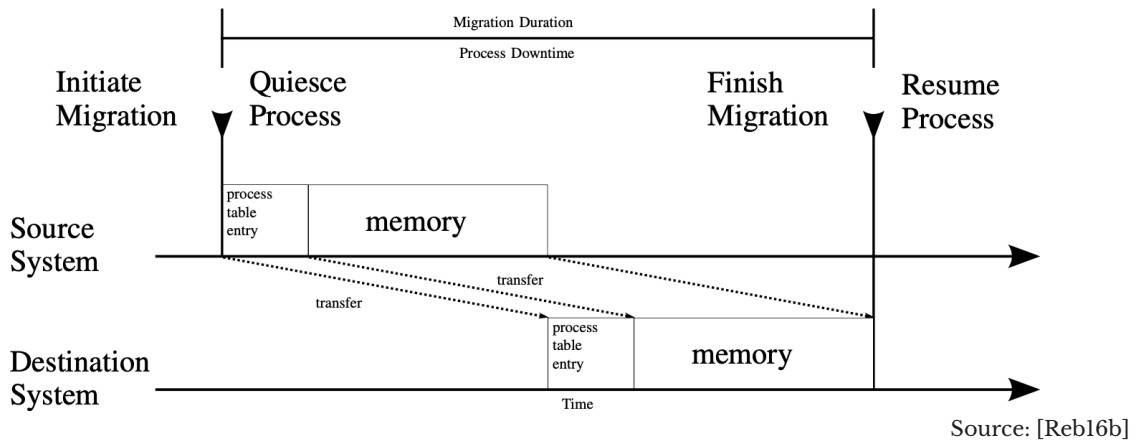 Migration Duration
Process Downtime
Initiate
Migration
Quiesce
Process
Finish
Migration
Resume
Process
Source
System
process
table
entry
memory
transfer
transfer
Destination
System
process
table
entry
memory
Time
Source: [Reb16b]